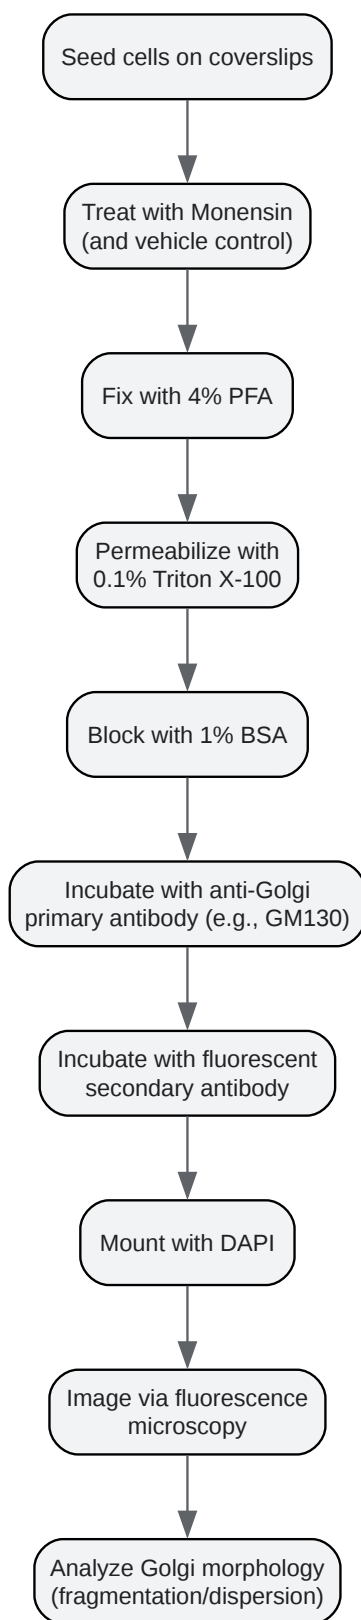 Seed cells on coverslips
Treat with Monensin
(and vehicle control)
Fix with 4% PFA
Permeabilize with
0.1% Triton X-100
Block with 1% BSA
Incubate with anti-Golgi
primary antibody (e.g., GM130)
Incubate with fluorescent
secondary antibody
Mount with DAPI
Image via fluorescence
microscopy
Analyze Golgi morphology
(fragmentation/dispersion)